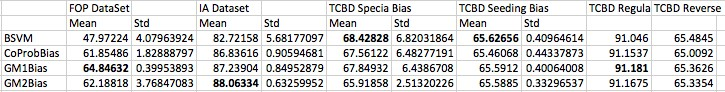 FOP DataSet IA Dataset TCBD Specia Bias TCBD Seeding Bias TCBD Regula TCBD Reverse
Mean Std Mean Std Mean Std Mean Std
BSVM 47.97224 4.07963924 82.72158 5.68177097 68.42828 6.82031864 65.62656 0.40964614 91.046 65.4845
CoProbBias 61.85486 1.82888797 86.83616 0.90594681 67.56122 6.48277191 65.46068 0.44337873 91.1537 65.0092
GM1Bias 64.84632 0.39953893 87.23904 0.84952879 67.84932 6.4386708 65.5912 0.40064008 91.181 65.3626
GM2Bias 62.18818 3.76847083 88.06334 0.63259952 65.91858 2.51320226 65.5885 0.33296537 91.1675 65.3354